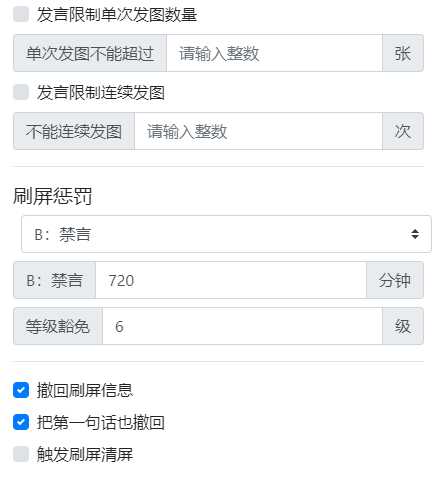 发言限制单次发图数量
单次发图不能超过 请输入整数 张
发言限制连续发图
不能连续发图 请输入整数 次
刷屏惩罚
B：禁言
B：禁言 720 分钟
等级豁免 6 级
撤回刷屏信息
把第一句话也撤回
触发刷屏清屏